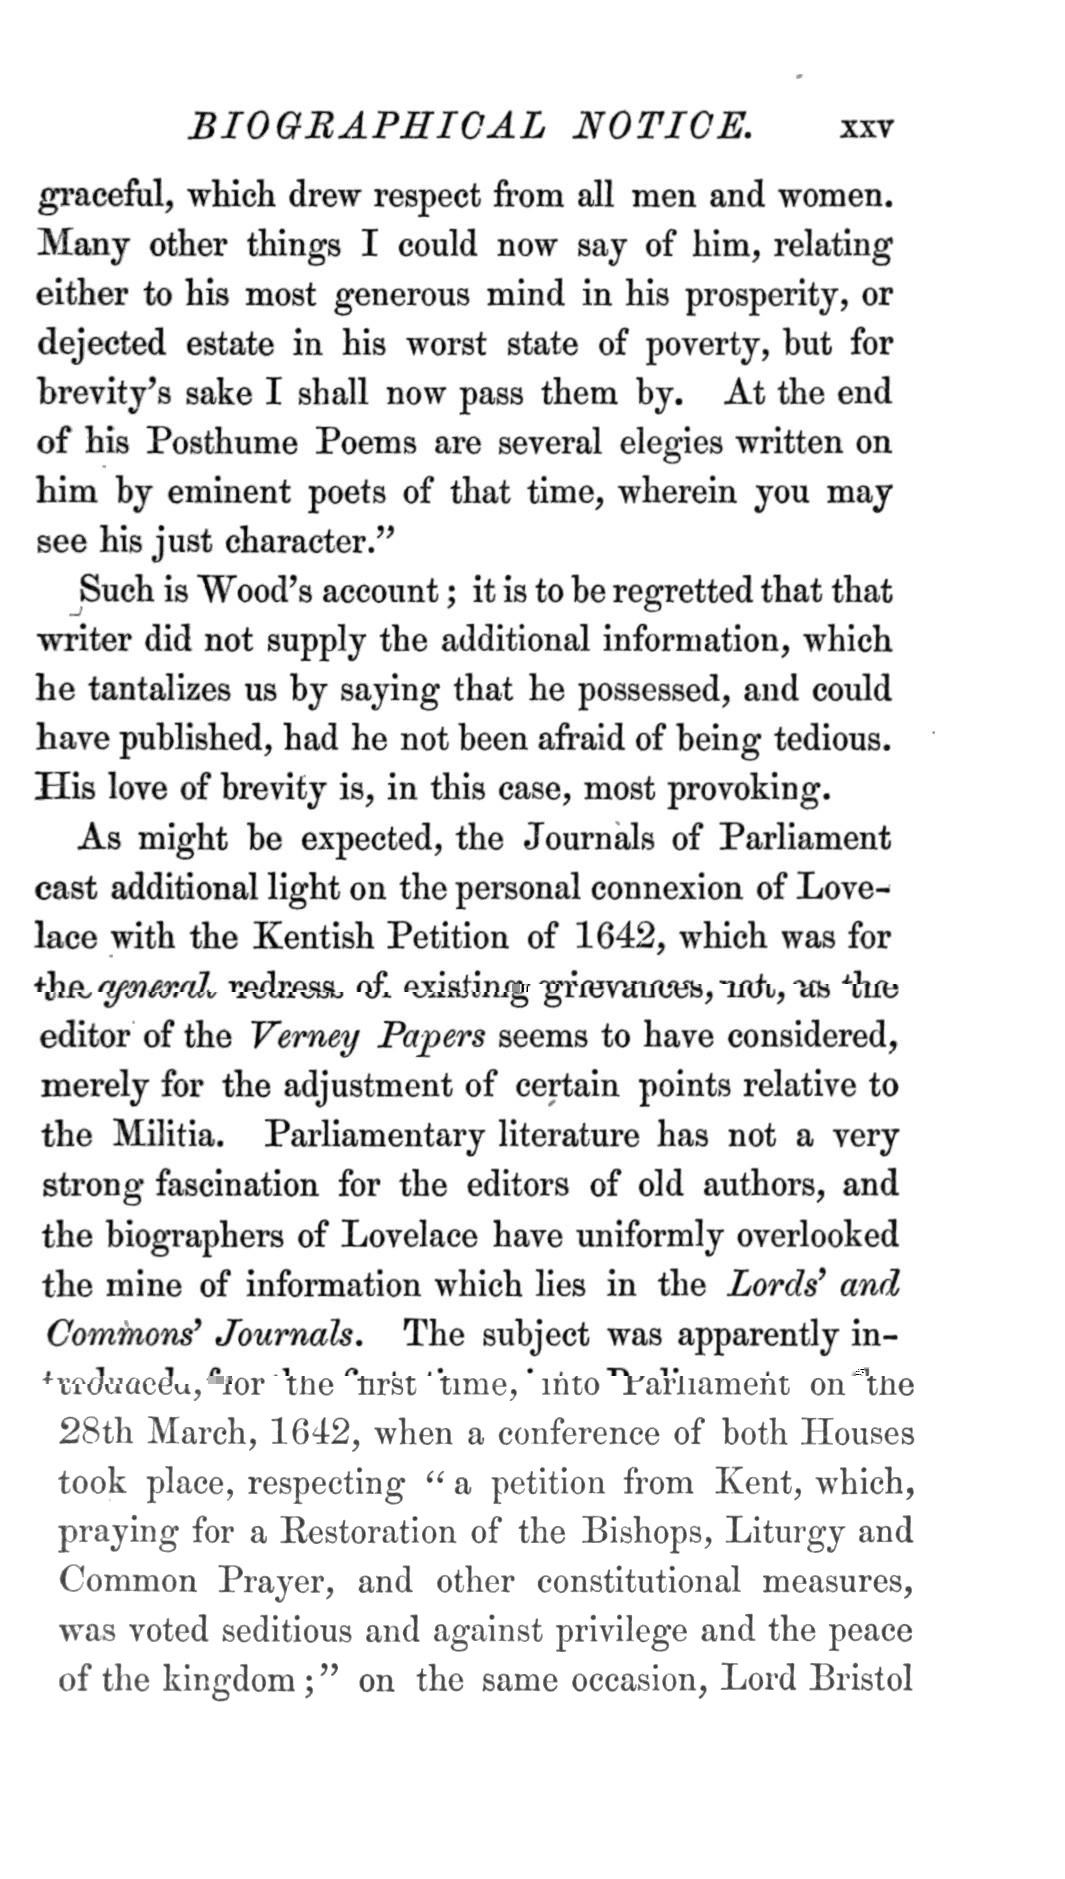 BIOGRAPHICAL NOTICE. xxv
graceful, which drew respect from all men and women.
Many other things I could now say of him, relating
either to his most generous mind in his prosperity, or
dejected estate in his worst state of poverty, but for
brevity’s sake I shall now pass them by. At the end
of his Posthume Poems are several elegies written on
him by eminent poets of that time, wherein you may
see his just character.”
Such is Wood’s account ; it is to be regretted that that
writer did not supply the additional information, which
he tantalizes us by saying that he possessed, and could
have published, had he not been afraid of being tedious.
His love of brevity is, in this case, most provoking.
As might be expected, the Journals of Parliament
cast additional light on the personal connexion of Love-
lace with the Kentish Petition of 1642, which was for
the general redress of existing grievances, not, as the
editor of the Verney Papers seems to have considered,
merely for the adjustment of certain points relative to
the Militia. Parliamentary literature has not a very
strong fascination for the editors of old authors, and
the biographers of Lovelace have uniformly overlooked
the mine of information which lies in the Lords’ and
Commons’ Journals. The subject was apparently in-
troduced, for the first time, into Parliament on the
28th March, 1642, when a conference of both Houses
took place, respecting “ a petition from Kent, which,
praying for a Restoration of the Bishops, Liturgy and
Common Prayer, and other constitutional measures,
was voted seditious and against privilege and the peace
of the kingdom ;” on the same occasion, Lord Bristol